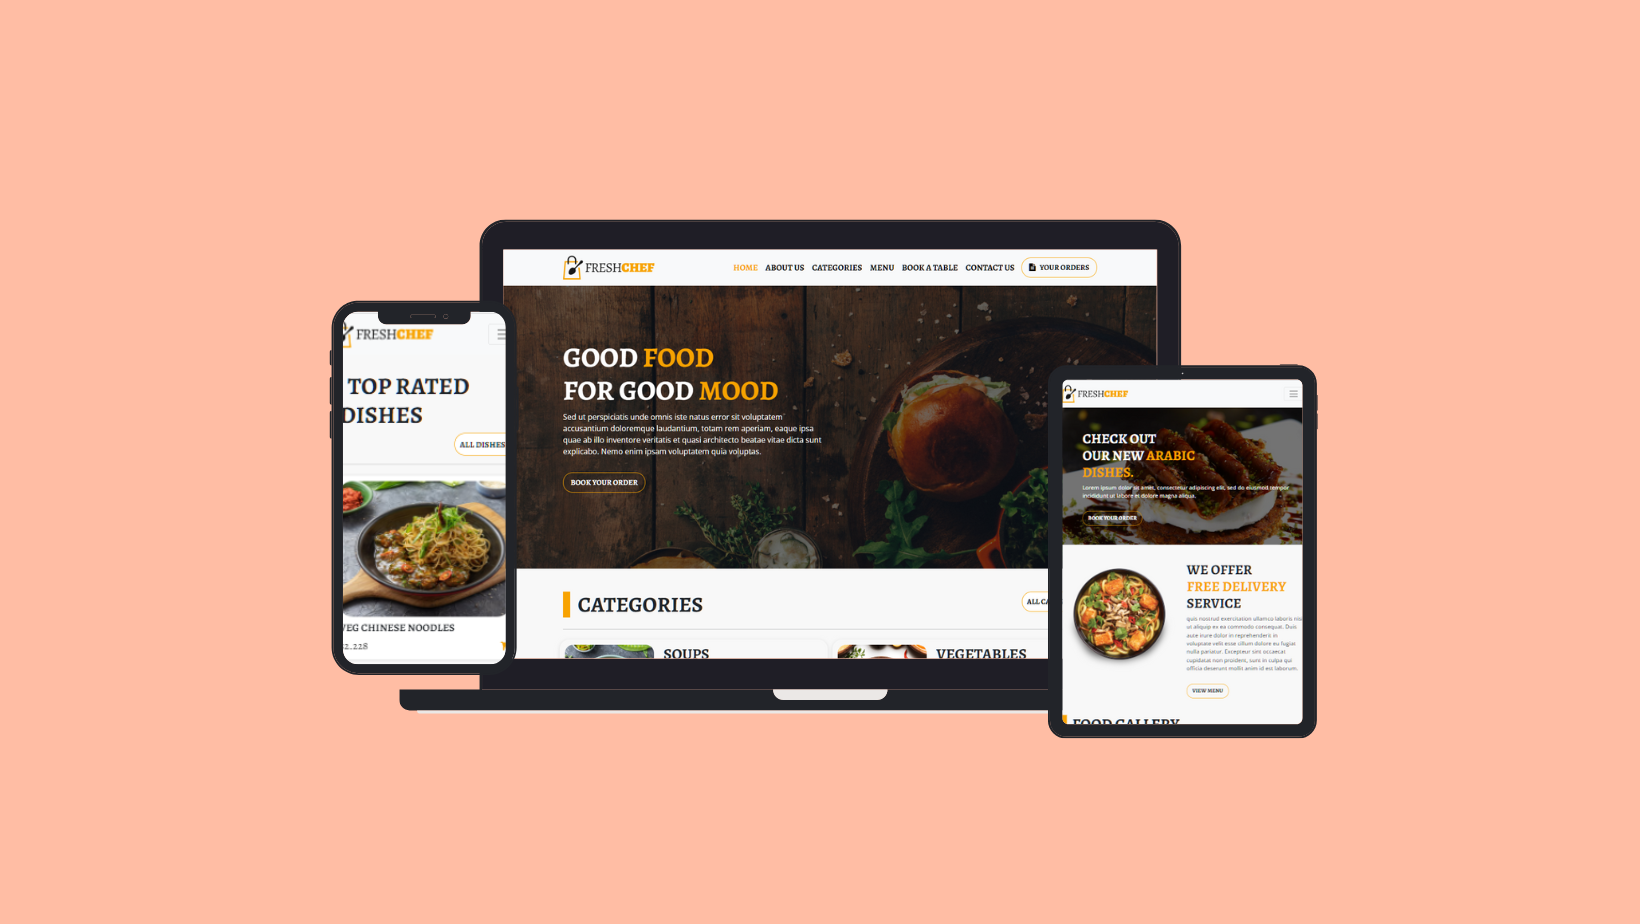 FRESHCHEF
HOME ABOUT US CATEGORIES MENU BOOK A TABLE CONTACT US YOUR ORDERS
GOOD FOOD
FOR GOOD MOOD
Sed ut perspiciatis unde omnis iste natus error sit voluptatem
accusantium doloremque laudantium, totam rem aperiam, eaque ipsa
quae ab illo inventore veritatis et quasi architecto beatae vitae dicta sunt
explicabo. Nemo enim ipsam voluptatem quia voluptas.
BOOK YOUR ORDER
CATEGORIES
ALL CA
SOUPS
VEGETABLES
FRESHCHEF
TOP RATED
DISHES
ALL DISHES
VEG CHINESE NOODLES
2.228
FRESHCHEF
CHECK OUT
OUR NEW ARABIC
DISHES.
Lorem ipsum dolor sit amet, consectetur adipiscing elit, sed do eiusmod tempor
incididunt ut labore et dolore magna aliqua.
BOOK YOUR ORDER
WE OFFER
FREE DELIVERY
SERVICE
quis nostrud exercitation ullamco laboris nisi
ut aliquip ex ea commodo consequat. Duis
aute irure dolor in reprehenderit in
voluptate velit esse cillum dolore eu fugiat
nulla pariatur. Excepteur sint occaecat
cupidatat non proident, sunt in culpa qui
officia deserunt mollit anim id est laborum.
VIEW MENU
FOOD GALLERY